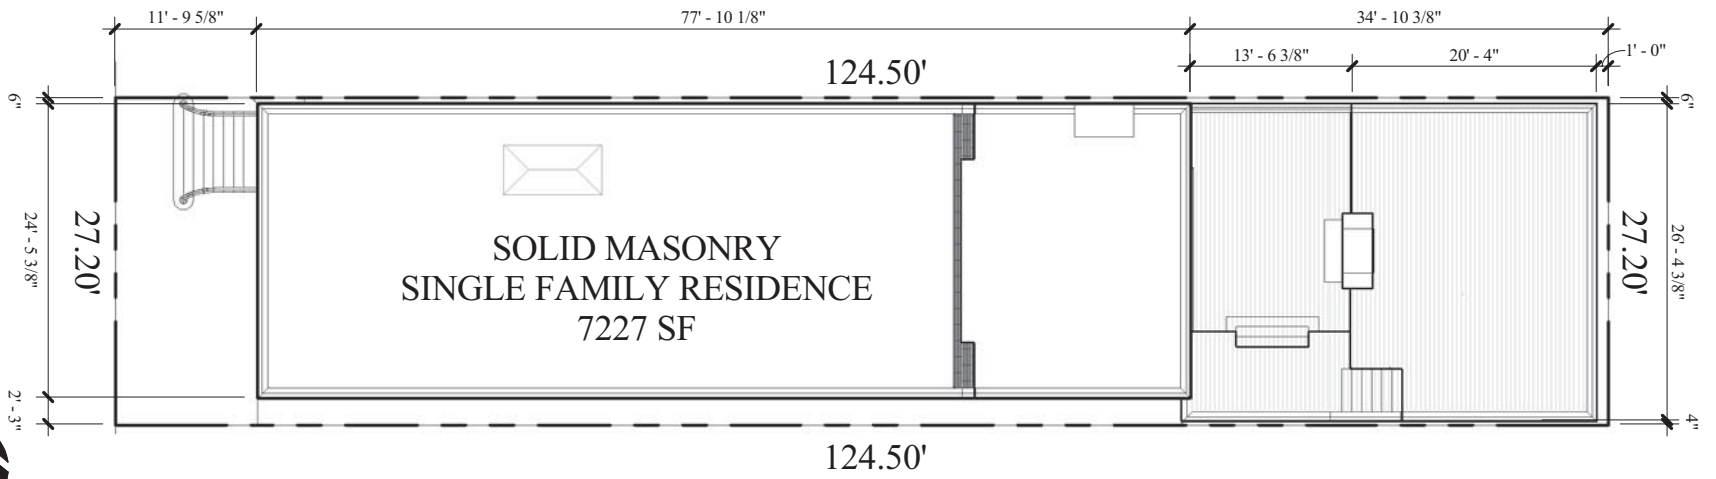 11' - 9 5/8"
77' - 10 1/8"
34' - 10 3/8"
13' - 6 3/8"
20' - 4"
1' - 0"
124.50'
6"
6"
24' - 5 3/8"
27.20'
SOLID MASONRY
SINGLE FAMILY RESIDENCE
7227 SF
27.20'
26' - 4 3/8"
2' - 3"
4"
124.50'